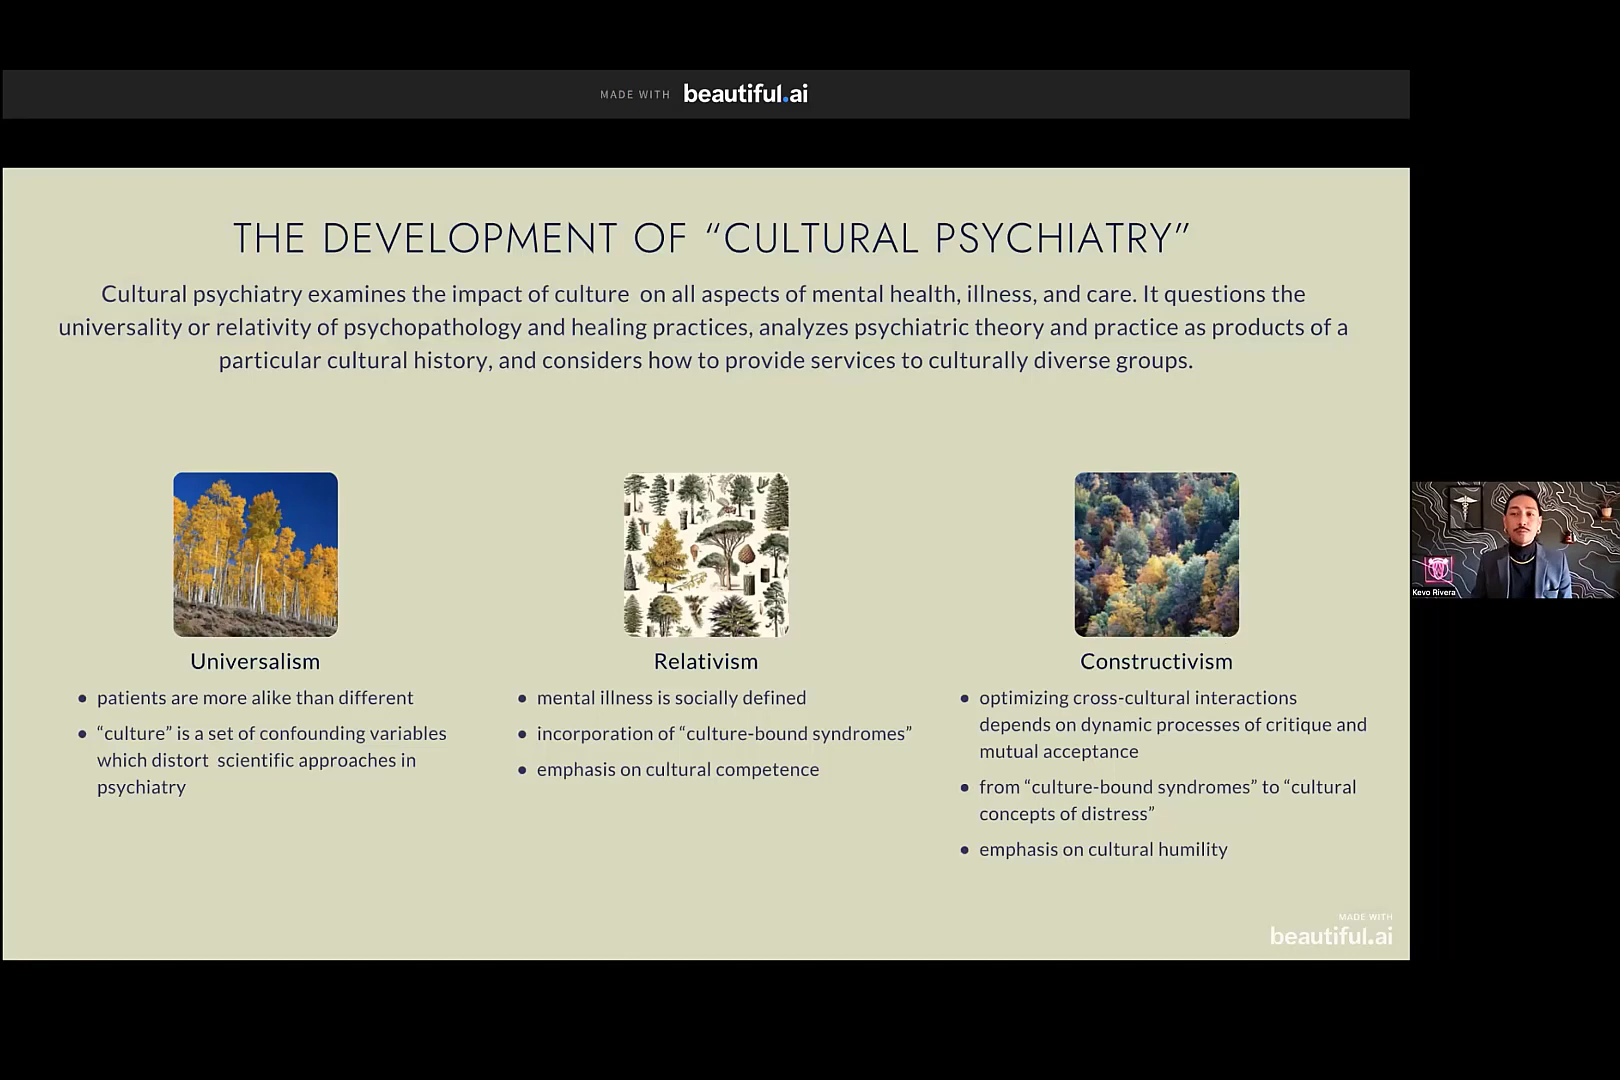 MADE WITH beautiful.ai
THE DEVELOPMENT OF “CULTURAL PSYCHIATRY”
Cultural psychiatry examines the impact of culture on all aspects of mental health, illness, and care. It questions the
universality or relativity of psychopathology and healing practices, analyzes psychiatric theory and practice as products of a
particular cultural history, and considers how to provide services to culturally diverse groups.
Universalism
• patients are more alike than different
• “culture” is a set of confounding variables
which distort scientific approaches in
psychiatry
Relativism
• mental illness is socially defined
• incorporation of “culture-bound syndromes”
• emphasis on cultural competence
Constructivism
• optimizing cross-cultural interactions
depends on dynamic processes of critique and
mutual acceptance
• from “culture-bound syndromes” to “cultural
concepts of distress”
• emphasis on cultural humility
Kevo Rivera
MADE WITH
beautiful.ai